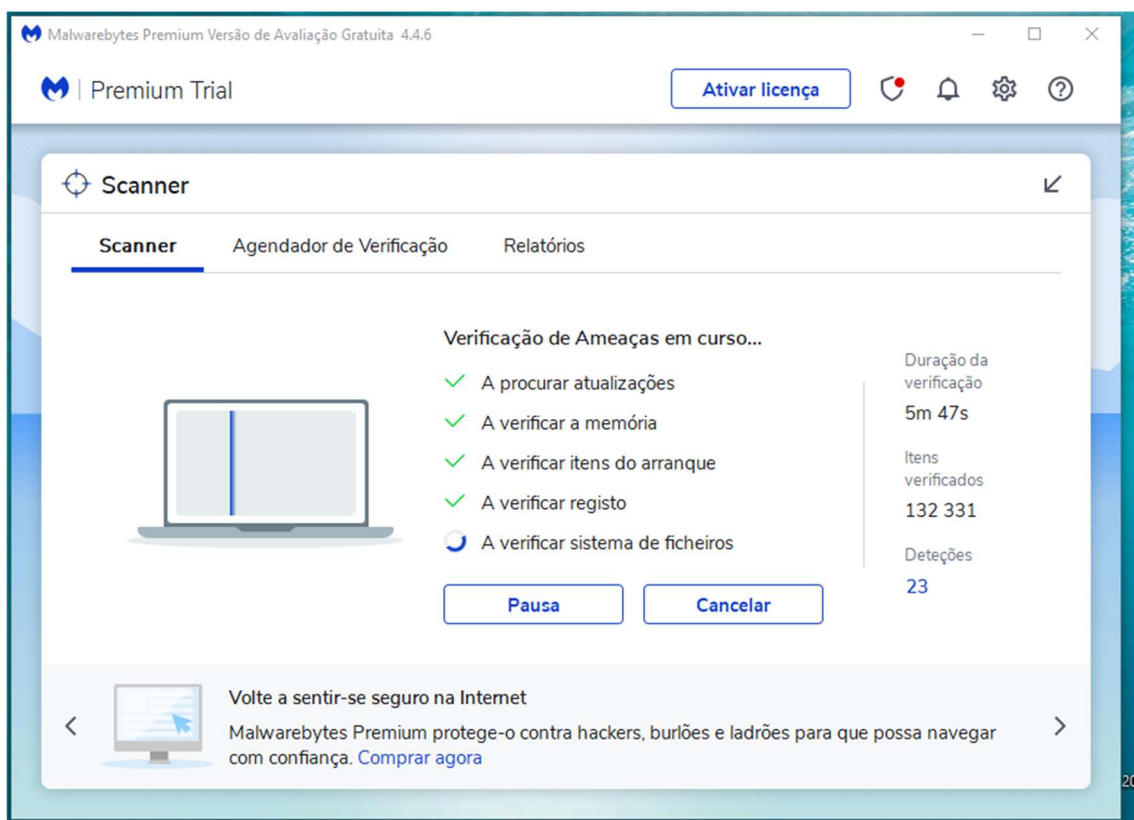 Malwarebytes Premium Versão de Avaliação Gratuita 4.4.6
Premium Trial
Ativar licença
Scanner
Scanner Agendador de Verificação Relatórios
Verificação de Ameaças em curso...
A procurar atualizações
A verificar a memória
A verificar itens do arranque
A verificar registo
A verificar sistema de ficheiros
Pausa Cancelar
Duração da
verificação
5m 47s
Itens
verificados
132 331
Deteções
23
Volte a sentir-se seguro na Internet
Malwarebytes Premium protege-o contra hackers, burlões e ladrões para que possa navegar
com confiança. Comprar agora
20